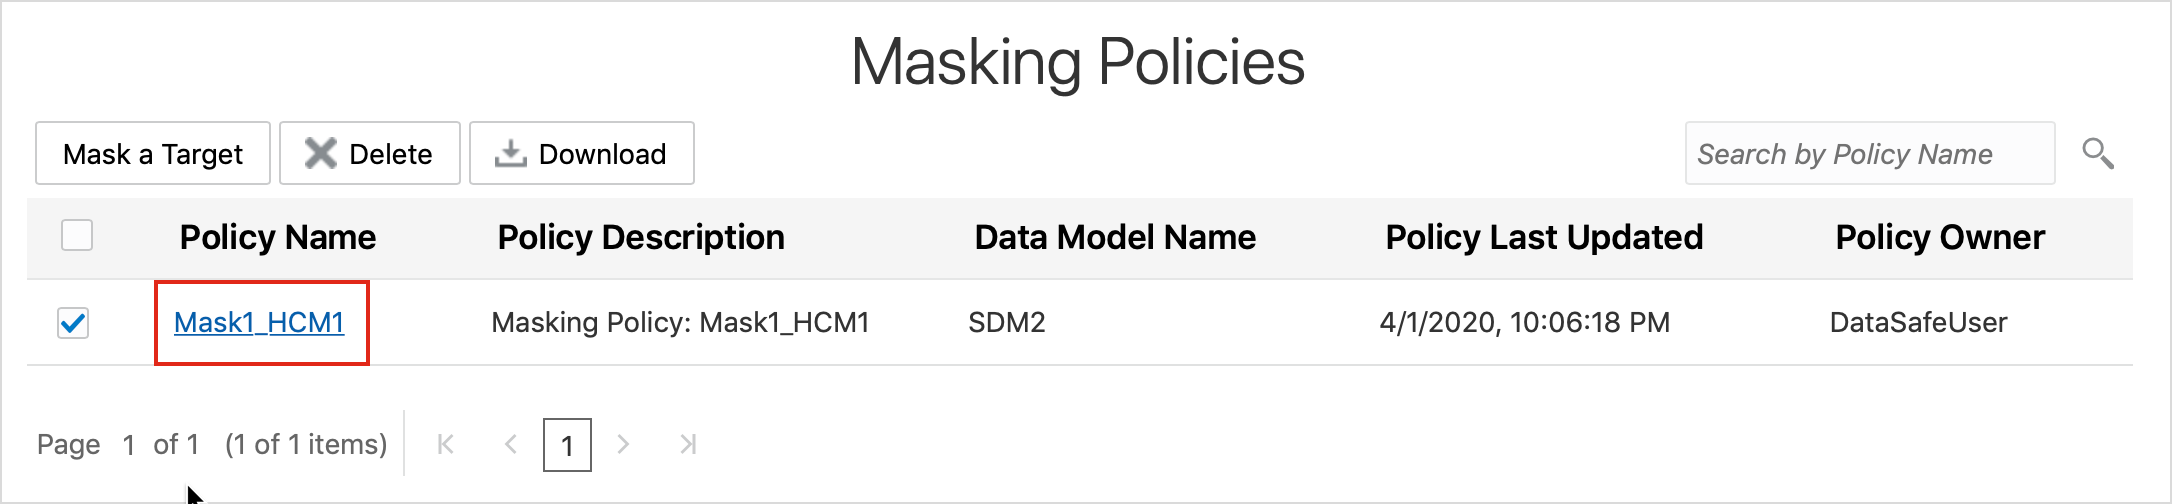 Masking Policies
Mask a Target Delete Download Search by Policy Name
Policy Name Policy Description Data Model Name Policy Last Updated Policy Owner
Mask1_HCM1 Masking Policy: Mask1_HCM1 SDM2 4/1/2020, 10:06:18 PM DataSafeUser
Page 1 of 1 (1 of 1 items) 1